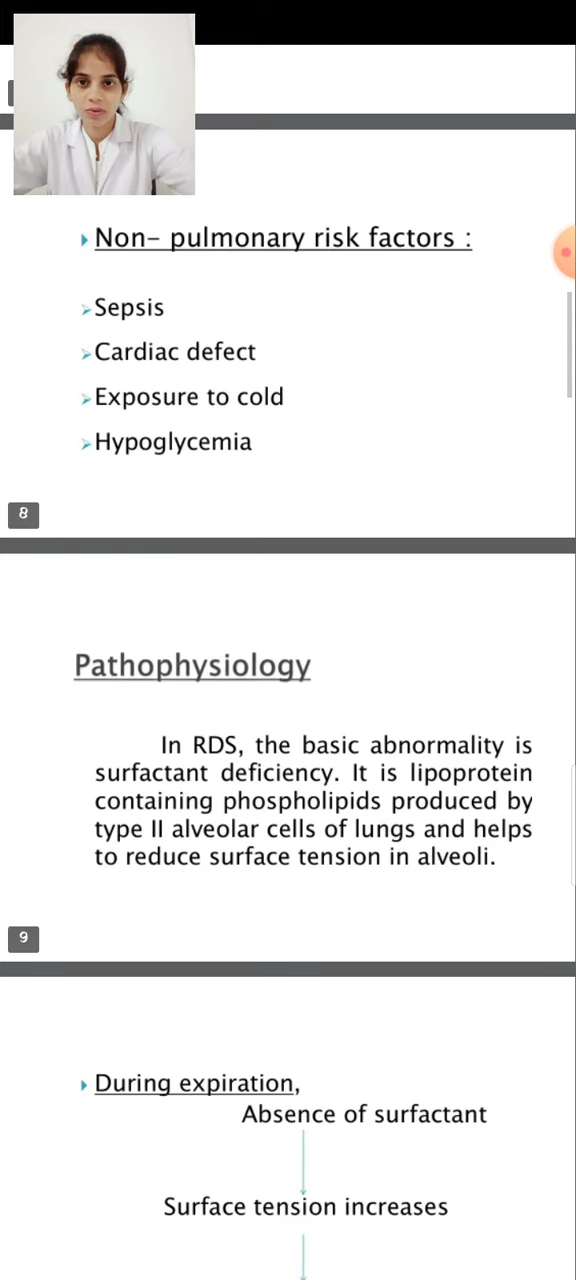 Non- pulmonary risk factors :
Sepsis
Cardiac defect
Exposure to cold
Hypoglycemia
8
Pathophysiology
In RDS, the basic abnormality is
surfactant deficiency. It is lipoprotein
containing phospholipids produced by
type II alveolar cells of lungs and helps
to reduce surface tension in alveoli.
9
During expiration,
Absence of surfactant
Surface tension increases